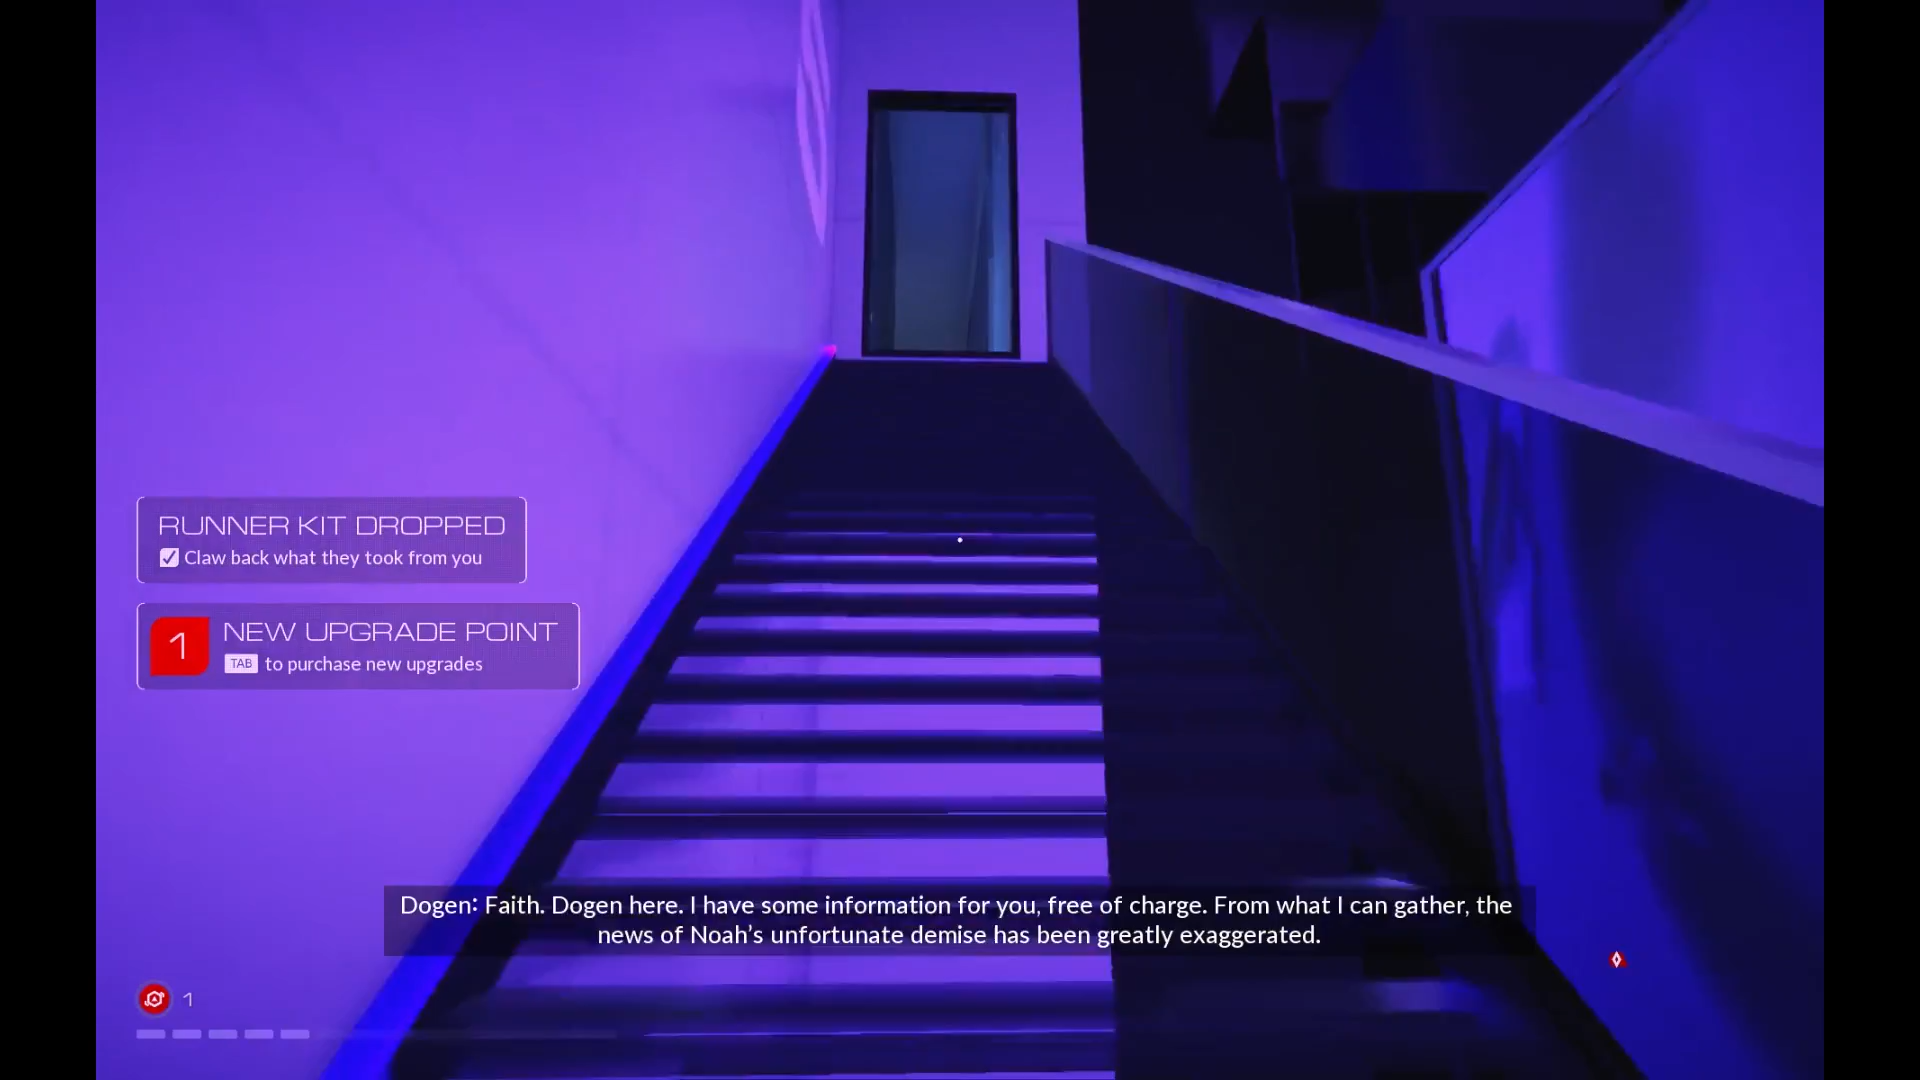 RUNNER KIT DROPPED
Claw back what they took from you
1
NEW UPGRADE POINT
TAB to purchase new upgrades
Dogen: Faith. Dogen here. I have some information for you, free of charge. From what I can gather, the
news of Noah’s unfortunate demise has been greatly exaggerated.
1